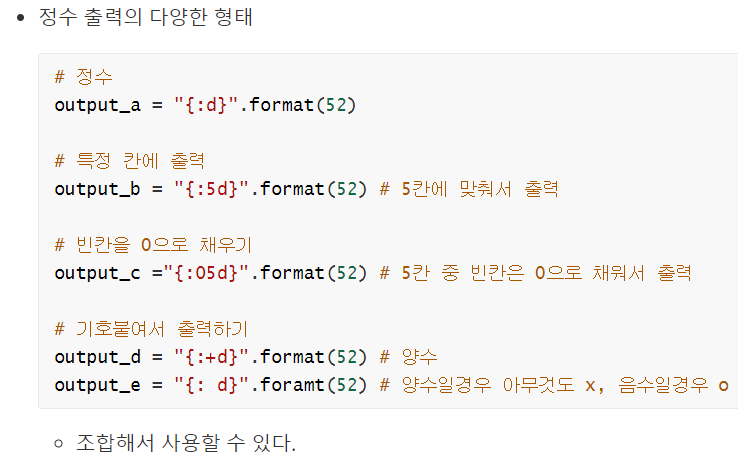 • 정수 출력의 다양한 형태
# 정수
output_a = "{:d}".format(52)
# 특정 칸에 출력
output_b = "{:5d}".format(52) # 5칸에 맞춰서 출력
# 빈칸을 0으로 채우기
output_c ="{:05d}".format(52) # 5칸 중 빈칸은 0으로 채워서 출력
# 기호붙여서 출력하기
output_d = "{:+d}".format(52) # 양수
output_e = "{: d}".foramt(52) # 양수일경우 아무것도 x, 음수일경우 o
◦ 조합해서 사용할 수 있다.